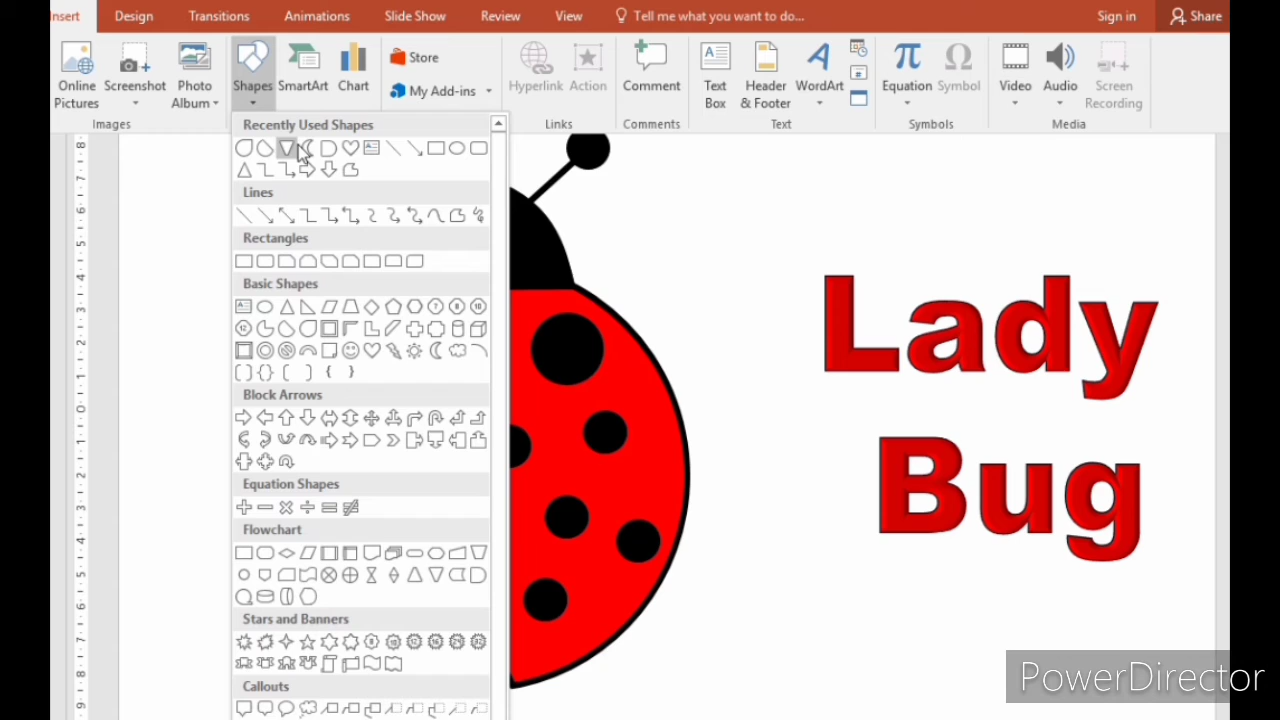 Insert
Design
Transitions
Animations
Slide Show
Review
View
Tell me what you want to do...
Sign in
Share
Online Pictures
Screenshot
Photo Album
Shapes
SmartArt
Chart
Store
My Add-ins
Hyperlink
Action
Comment
Text Box
Header & Footer
WordArt
Equation
Symbol
Video
Audio
Screen Recording
Images
Links
Comments
Text
Symbols
Media
Recently Used Shapes
Lines
Rectangles
Basic Shapes
Block Arrows
Equation Shapes
Flowchart
Stars and Banners
Callouts
Lady
Bug
PowerDirector